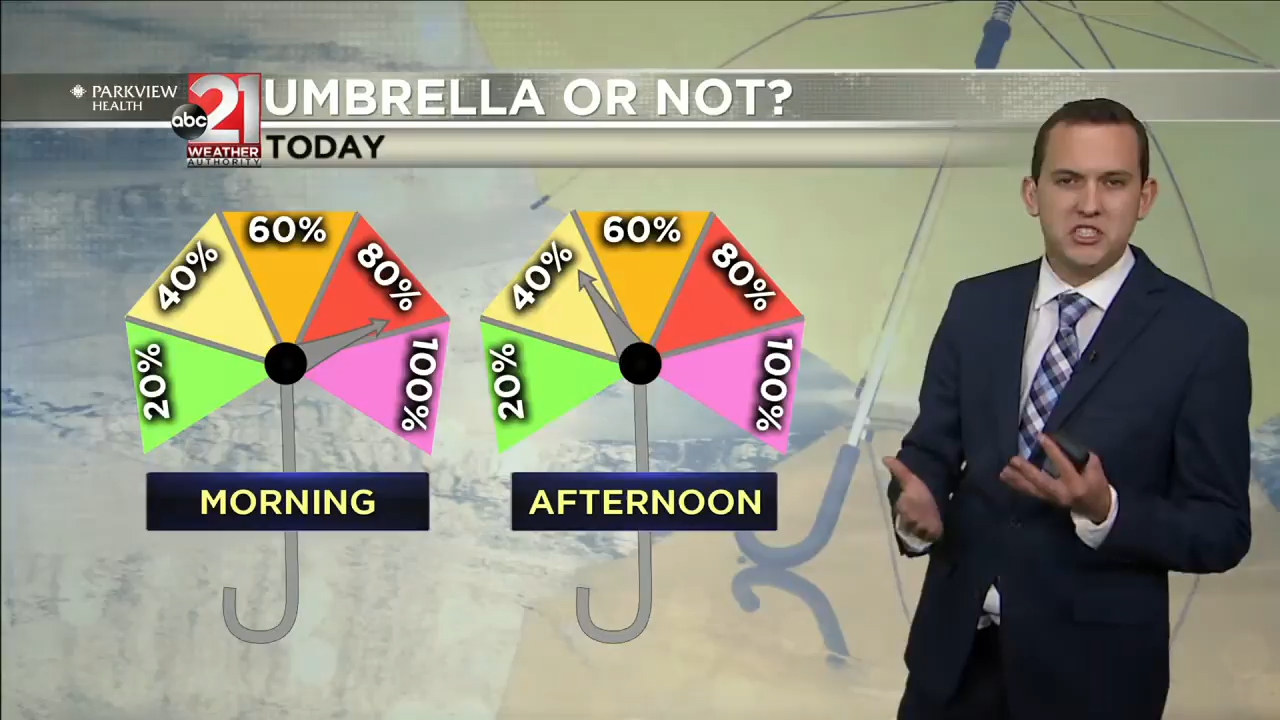 PARKVIEW
HEALTH
abc
21
WEATHER
AUTHORITY
UMBRELLA OR NOT?
TODAY
20%
40%
60%
80%
100%
20%
40%
60%
80%
100%
MORNING
AFTERNOON